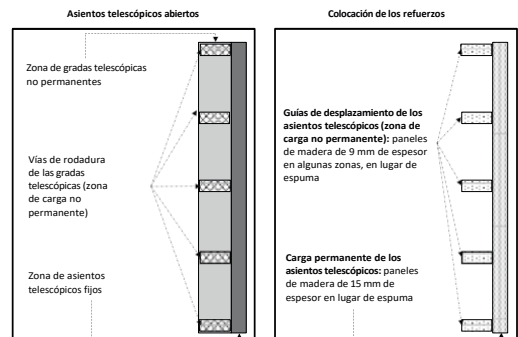 Asientos telescópicos abiertos
Zona de gradas telescópicas
no permanentes
Vías de rodadura
de las gradas
telescópicas (zona
de carga no
permanente)
Zona de asientos
telescópicos fijos
Colocación de los refuerzos
Guías de desplazamiento de los
asientos telescópicos (zona de
carga no permanente): paneles
de madera de 9 mm de espesor
en algunas zonas, en lugar de
espuma
Carga permanente de los
asientos telescópicos: paneles
de madera de 15 mm de
espesor en lugar de espuma